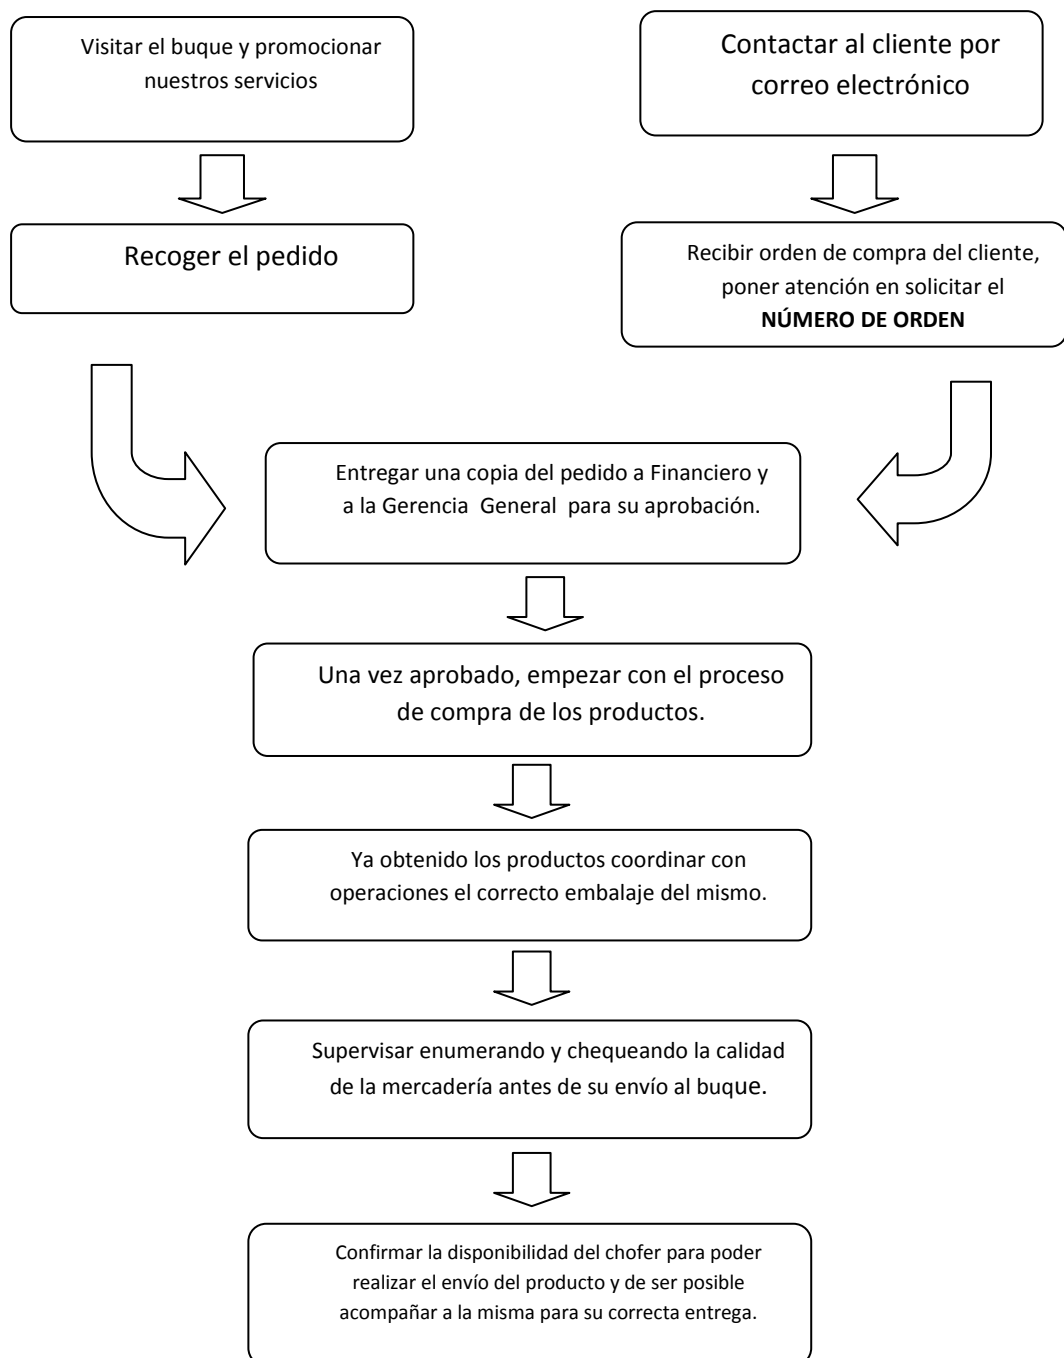 Visitar el buque y promocionar
nuestros servicios
Contactar al cliente por
correo electrónico
Recoger el pedido
Recibir orden de compra del cliente,
poner atención en solicitar el
NÚMERO DE ORDEN
Entregar una copia del pedido a Financiero y
a la Gerencia General para su aprobación.
Una vez aprobado, empezar con el proceso
de compra de los productos.
Ya obtenido los productos coordinar con
operaciones el correcto embalaje del mismo.
Supervisar enumerando y chequeando la calidad
de la mercadería antes de su envío al buque.
Confirmar la disponibilidad del chofer para poder
realizar el envío del producto y de ser posible
acompañar a la misma para su correcta entrega.